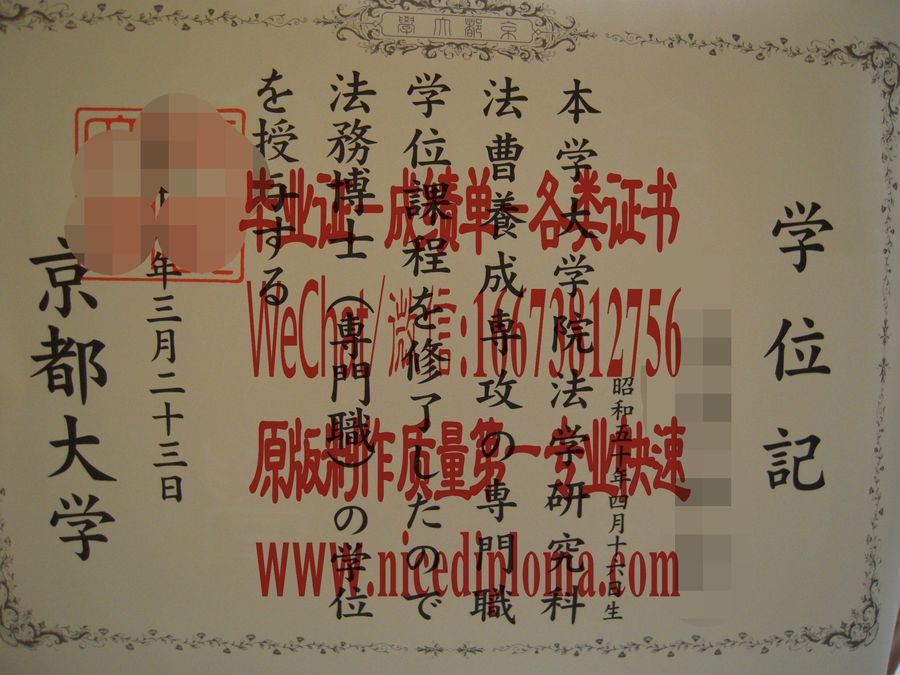 京都大學
学位記
昭和五十年四月十六日生
本学大学院法学研究科
法曹養成専攻の専門職
学位課程を修了したので
法務博士（専門職）の学位
を授与する
年三月二十三日
京都大学
毕业证–成绩单–各类证书
WeChat/微信:16673812756
原版制作质量第一专业快速
www.nicediploma.com